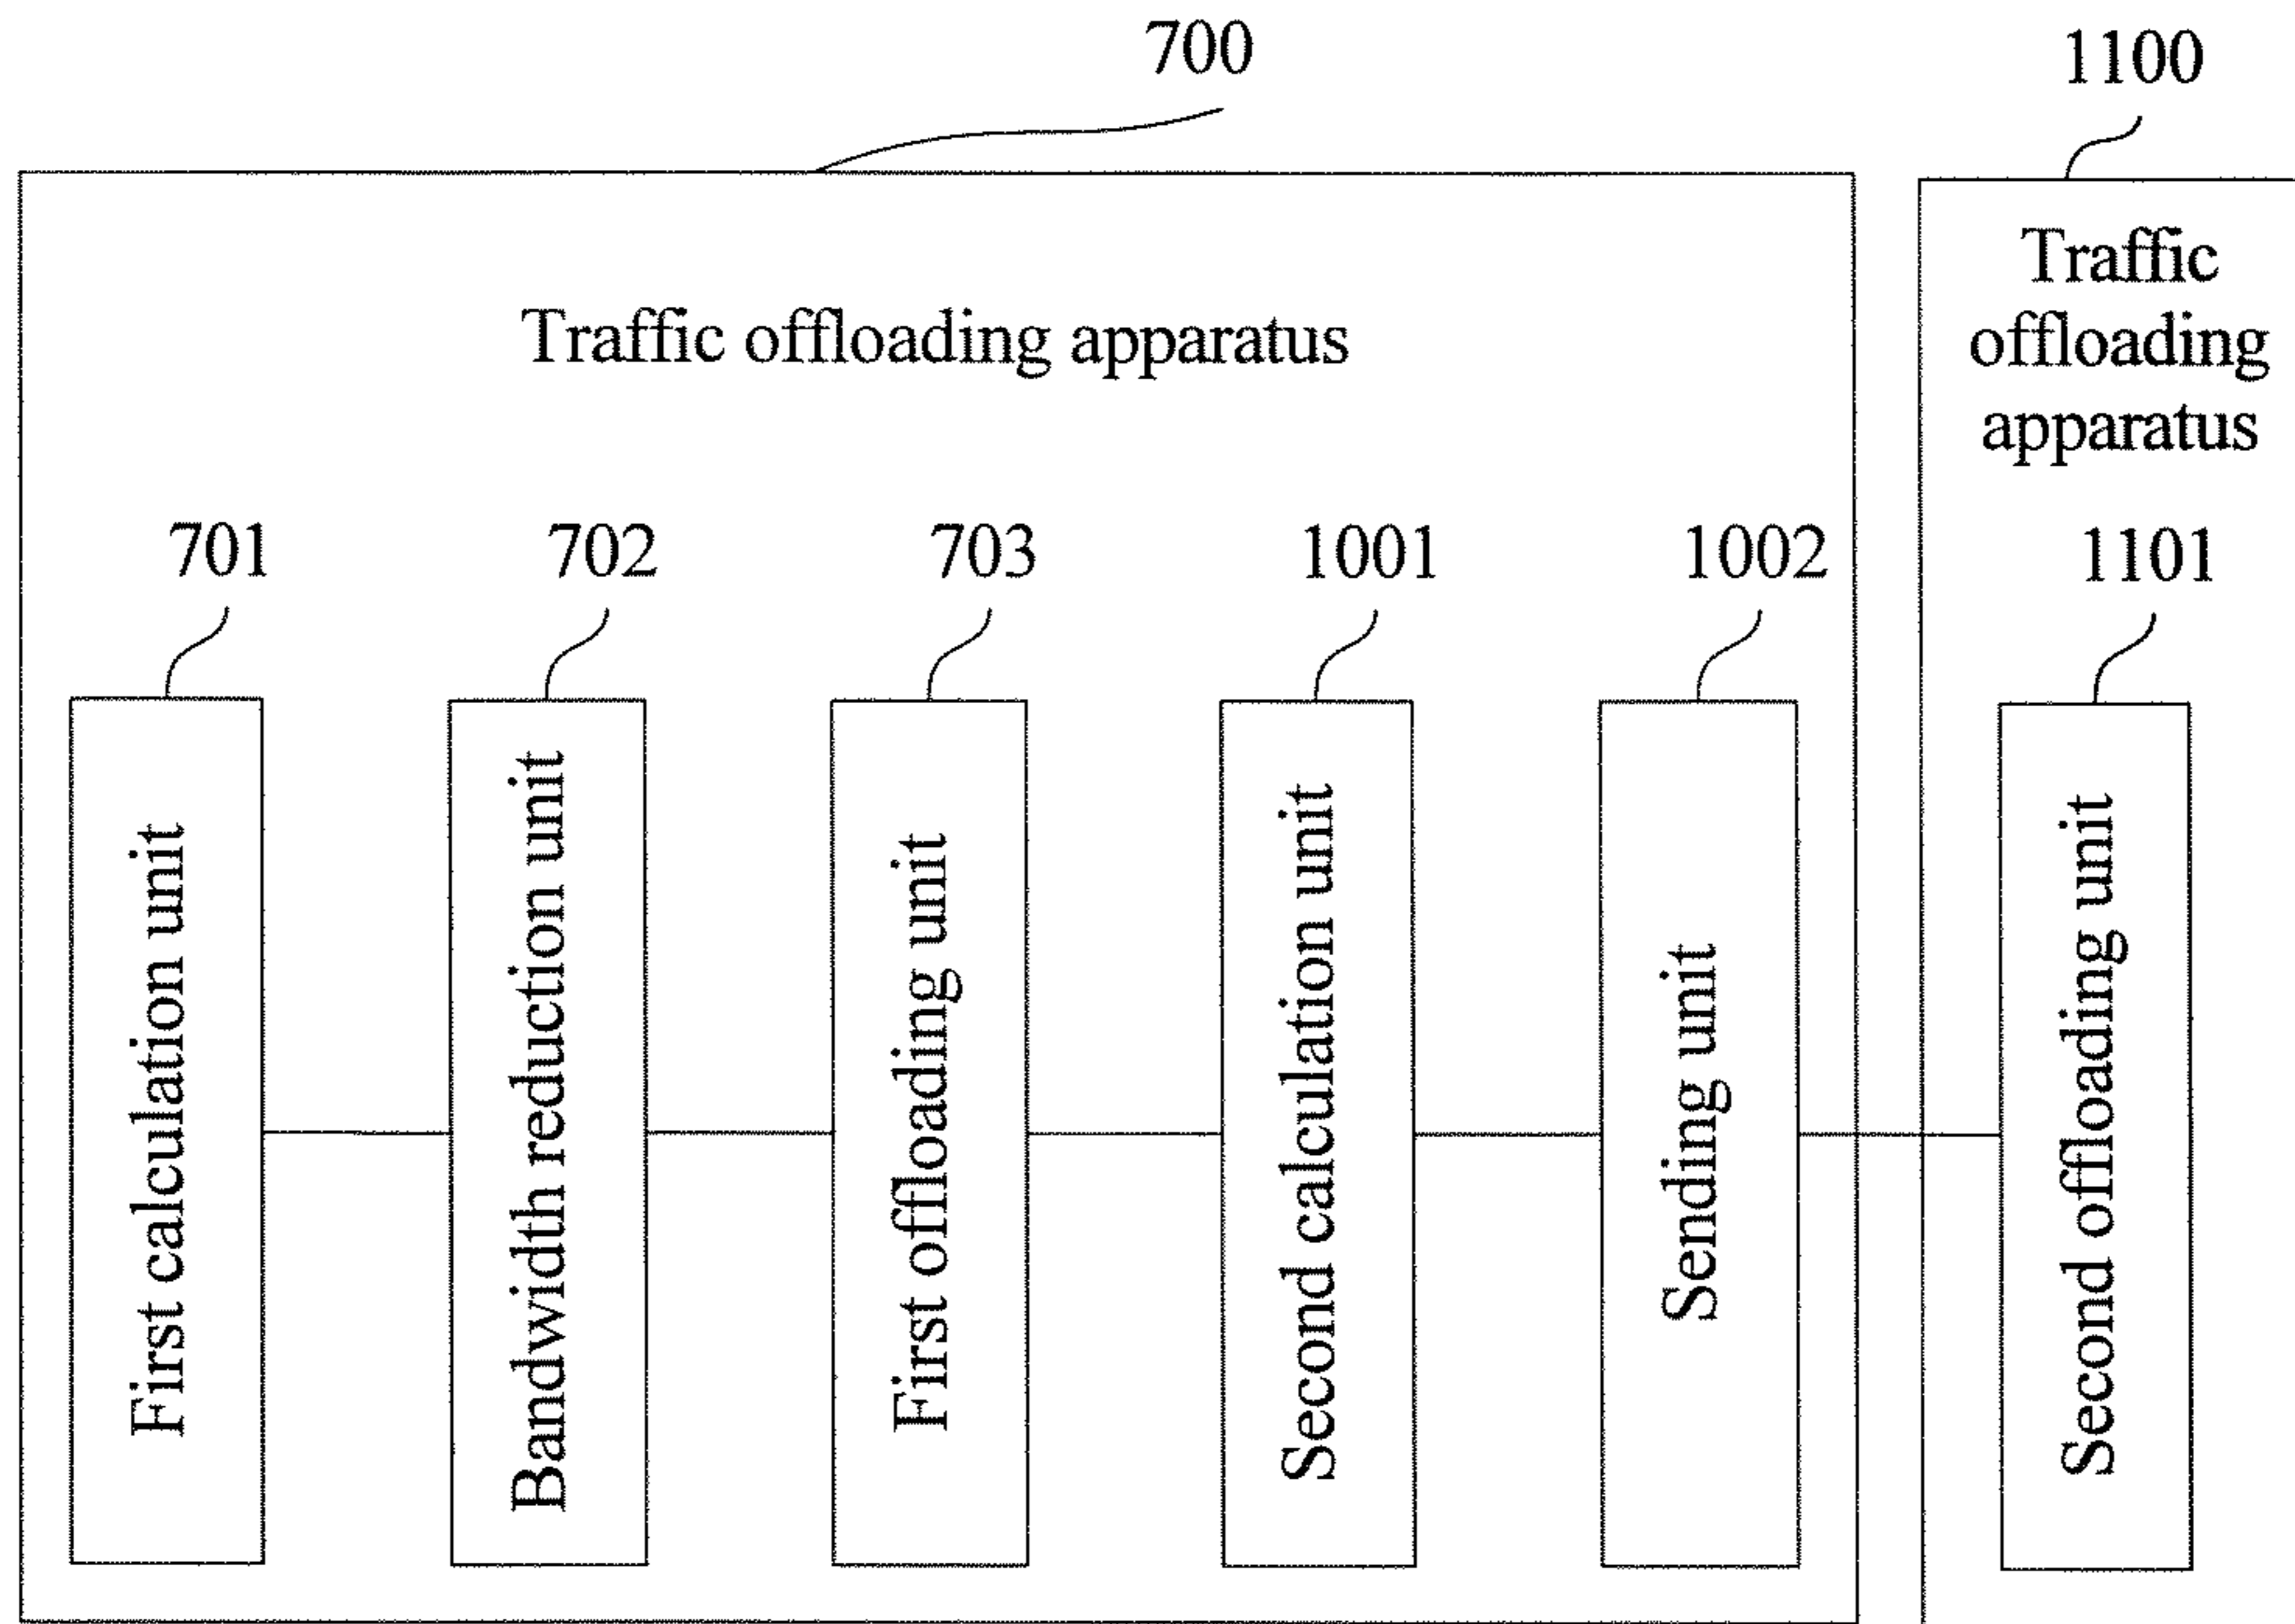 700
1100
Traffic offloading apparatus
Traffic
offloading
apparatus
701
702
703
1001
1002
1101
First calculation unit
Bandwidth reduction unit
First offloading unit
Second calculation unit
Sending unit
Second offloading unit